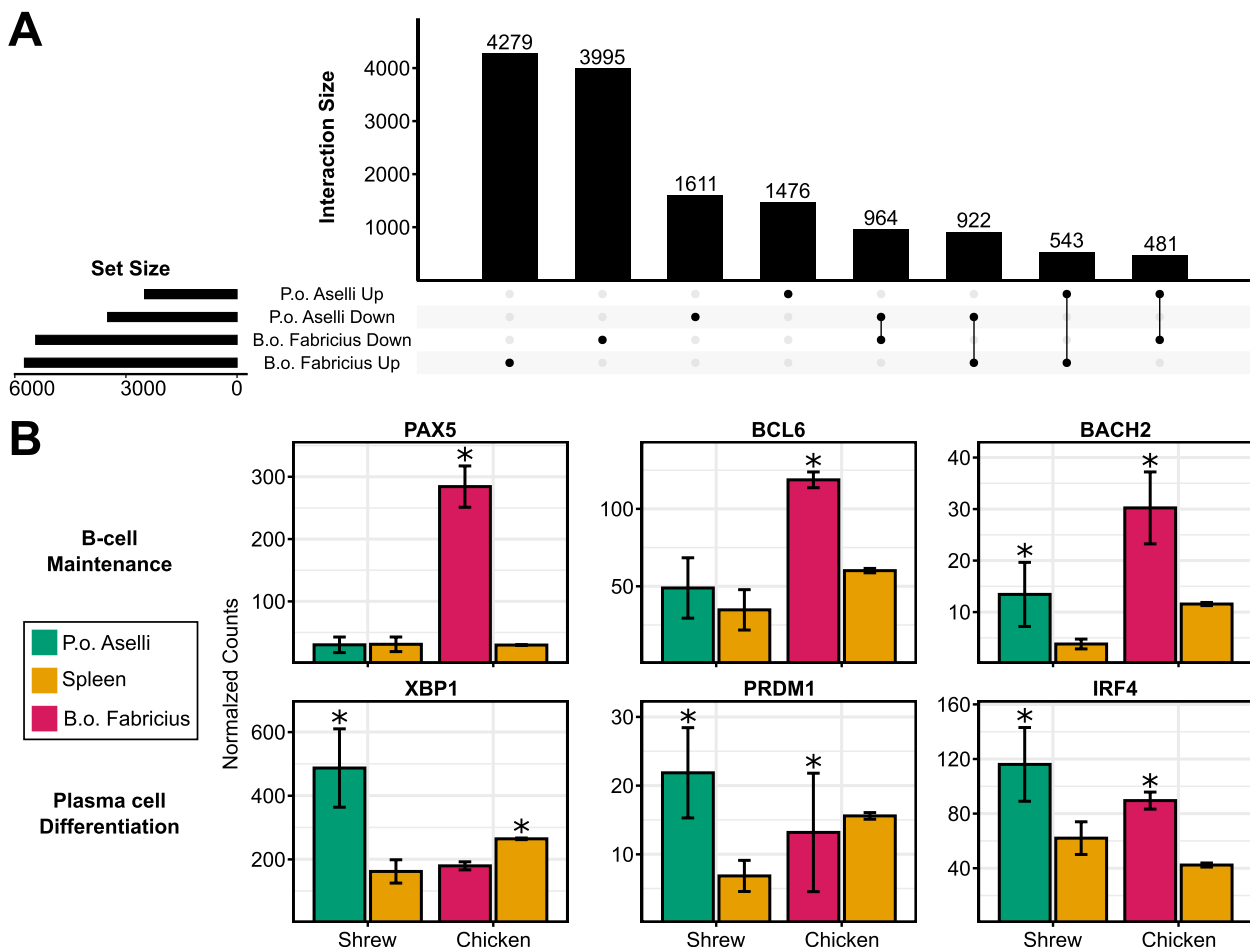 A
Interaction Size
4000
3000
2000
1000
4279
3995
1611
1476
964
922
543
481
Set Size
P.o. Aselli Up
P.o. Aselli Down
B.o. Fabricius Down
B.o. Fabricius Up
6000 3000 0
B
B-cell
Maintenance
P.o. Aselli
Spleen
B.o. Fabricius
Plasma cell
Differentiation
Normalized Counts
PAX5
300
200
100
*
BCL6
100
50
*
BACH2
40
30
20
10
*
*
XBP1
600
400
200
*
*
Shrew Chicken
PRDM1
30
20
10
*
*
Shrew Chicken
IRF4
160
120
80
40
*
*
Shrew Chicken